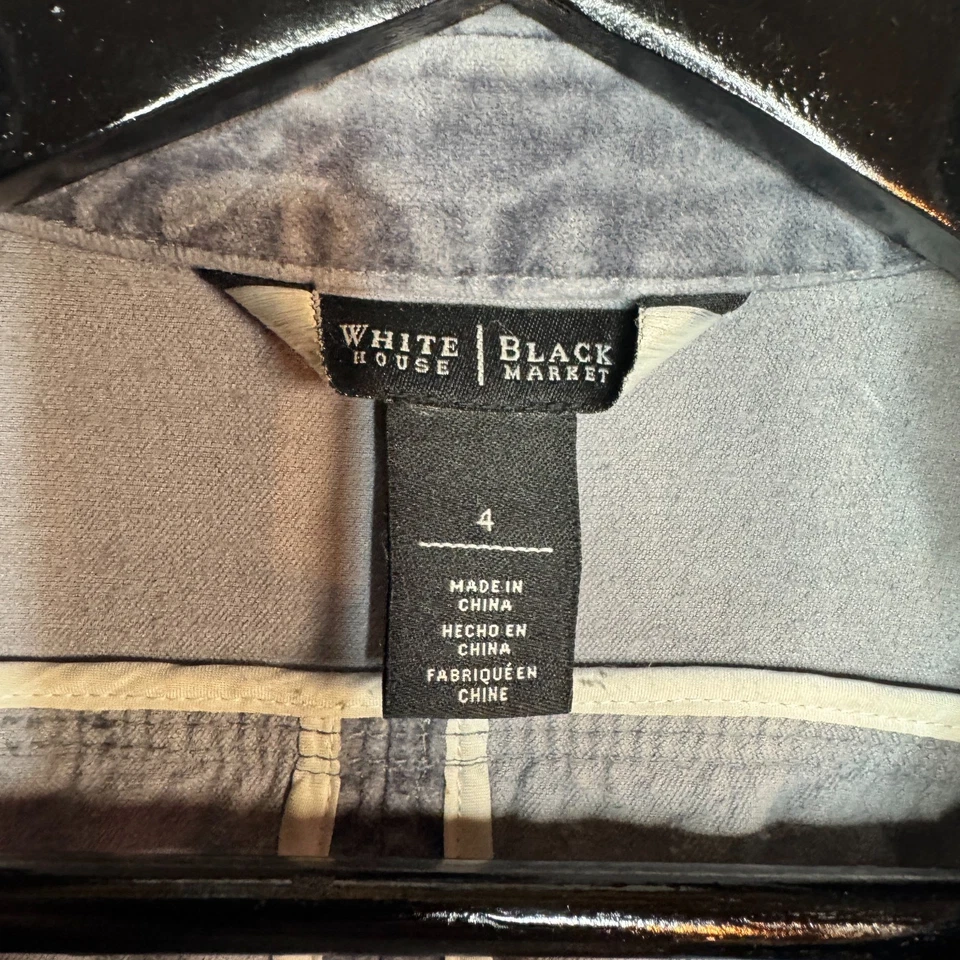 WHITE | BLACK
HOUSE MARKET
4
MADE IN
CHINA
HECHO EN
CHINA
FABRIQUÉ EN
CHINE